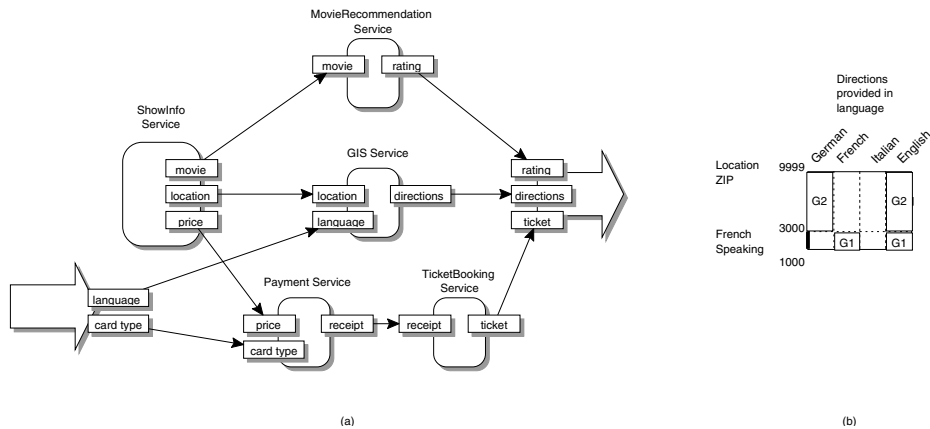 MovieRecommendation
Service
movie
rating
ShowInfo
Service
movie
location
price
GIS Service
location
language
directions
rating
directions
ticket
language
card type
Payment Service
price
card type
receipt
TicketBooking
Service
receipt
ticket
(a)
Directions
provided in
language
German
French
Italian
English
Location
ZIP
9999
G2
G2
3000
French
Speaking
G1
G1
1000
(b)